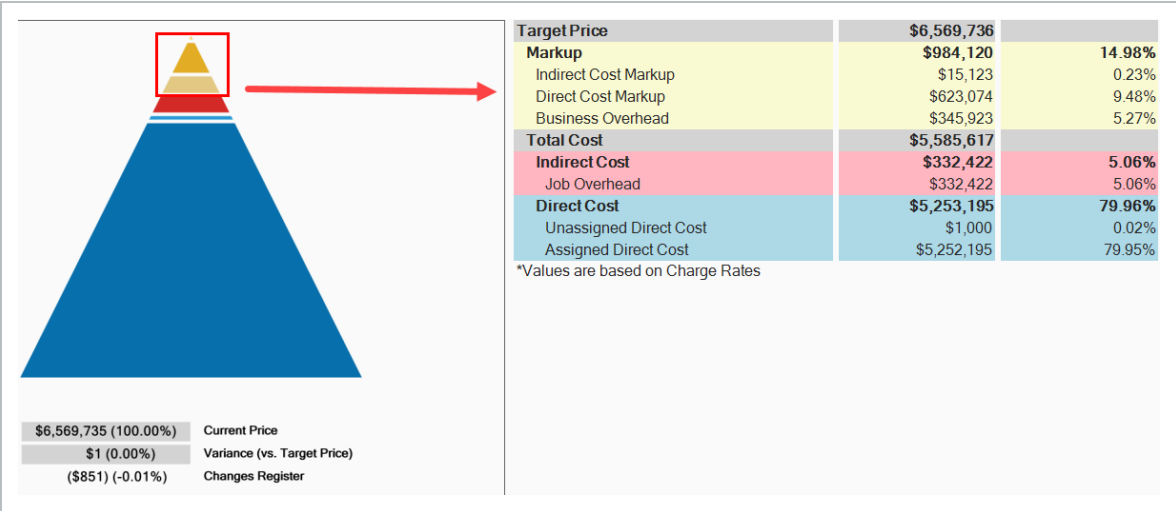 Target Price $6,569,736
Markup $984,120 14.98%
Indirect Cost Markup $15,123 0.23%
Direct Cost Markup $623,074 9.48%
Business Overhead $345,923 5.27%
Total Cost $5,585,617
Indirect Cost $332,422 5.06%
Job Overhead $332,422 5.06%
Direct Cost $5,253,195 79.96%
Unassigned Direct Cost $1,000 0.02%
Assigned Direct Cost $5,252,195 79.95%
*Values are based on Charge Rates
$6,569,735 (100.00%) Current Price
$1 (0.00%) Variance (vs. Target Price)
($851) (-0.01%) Changes Register